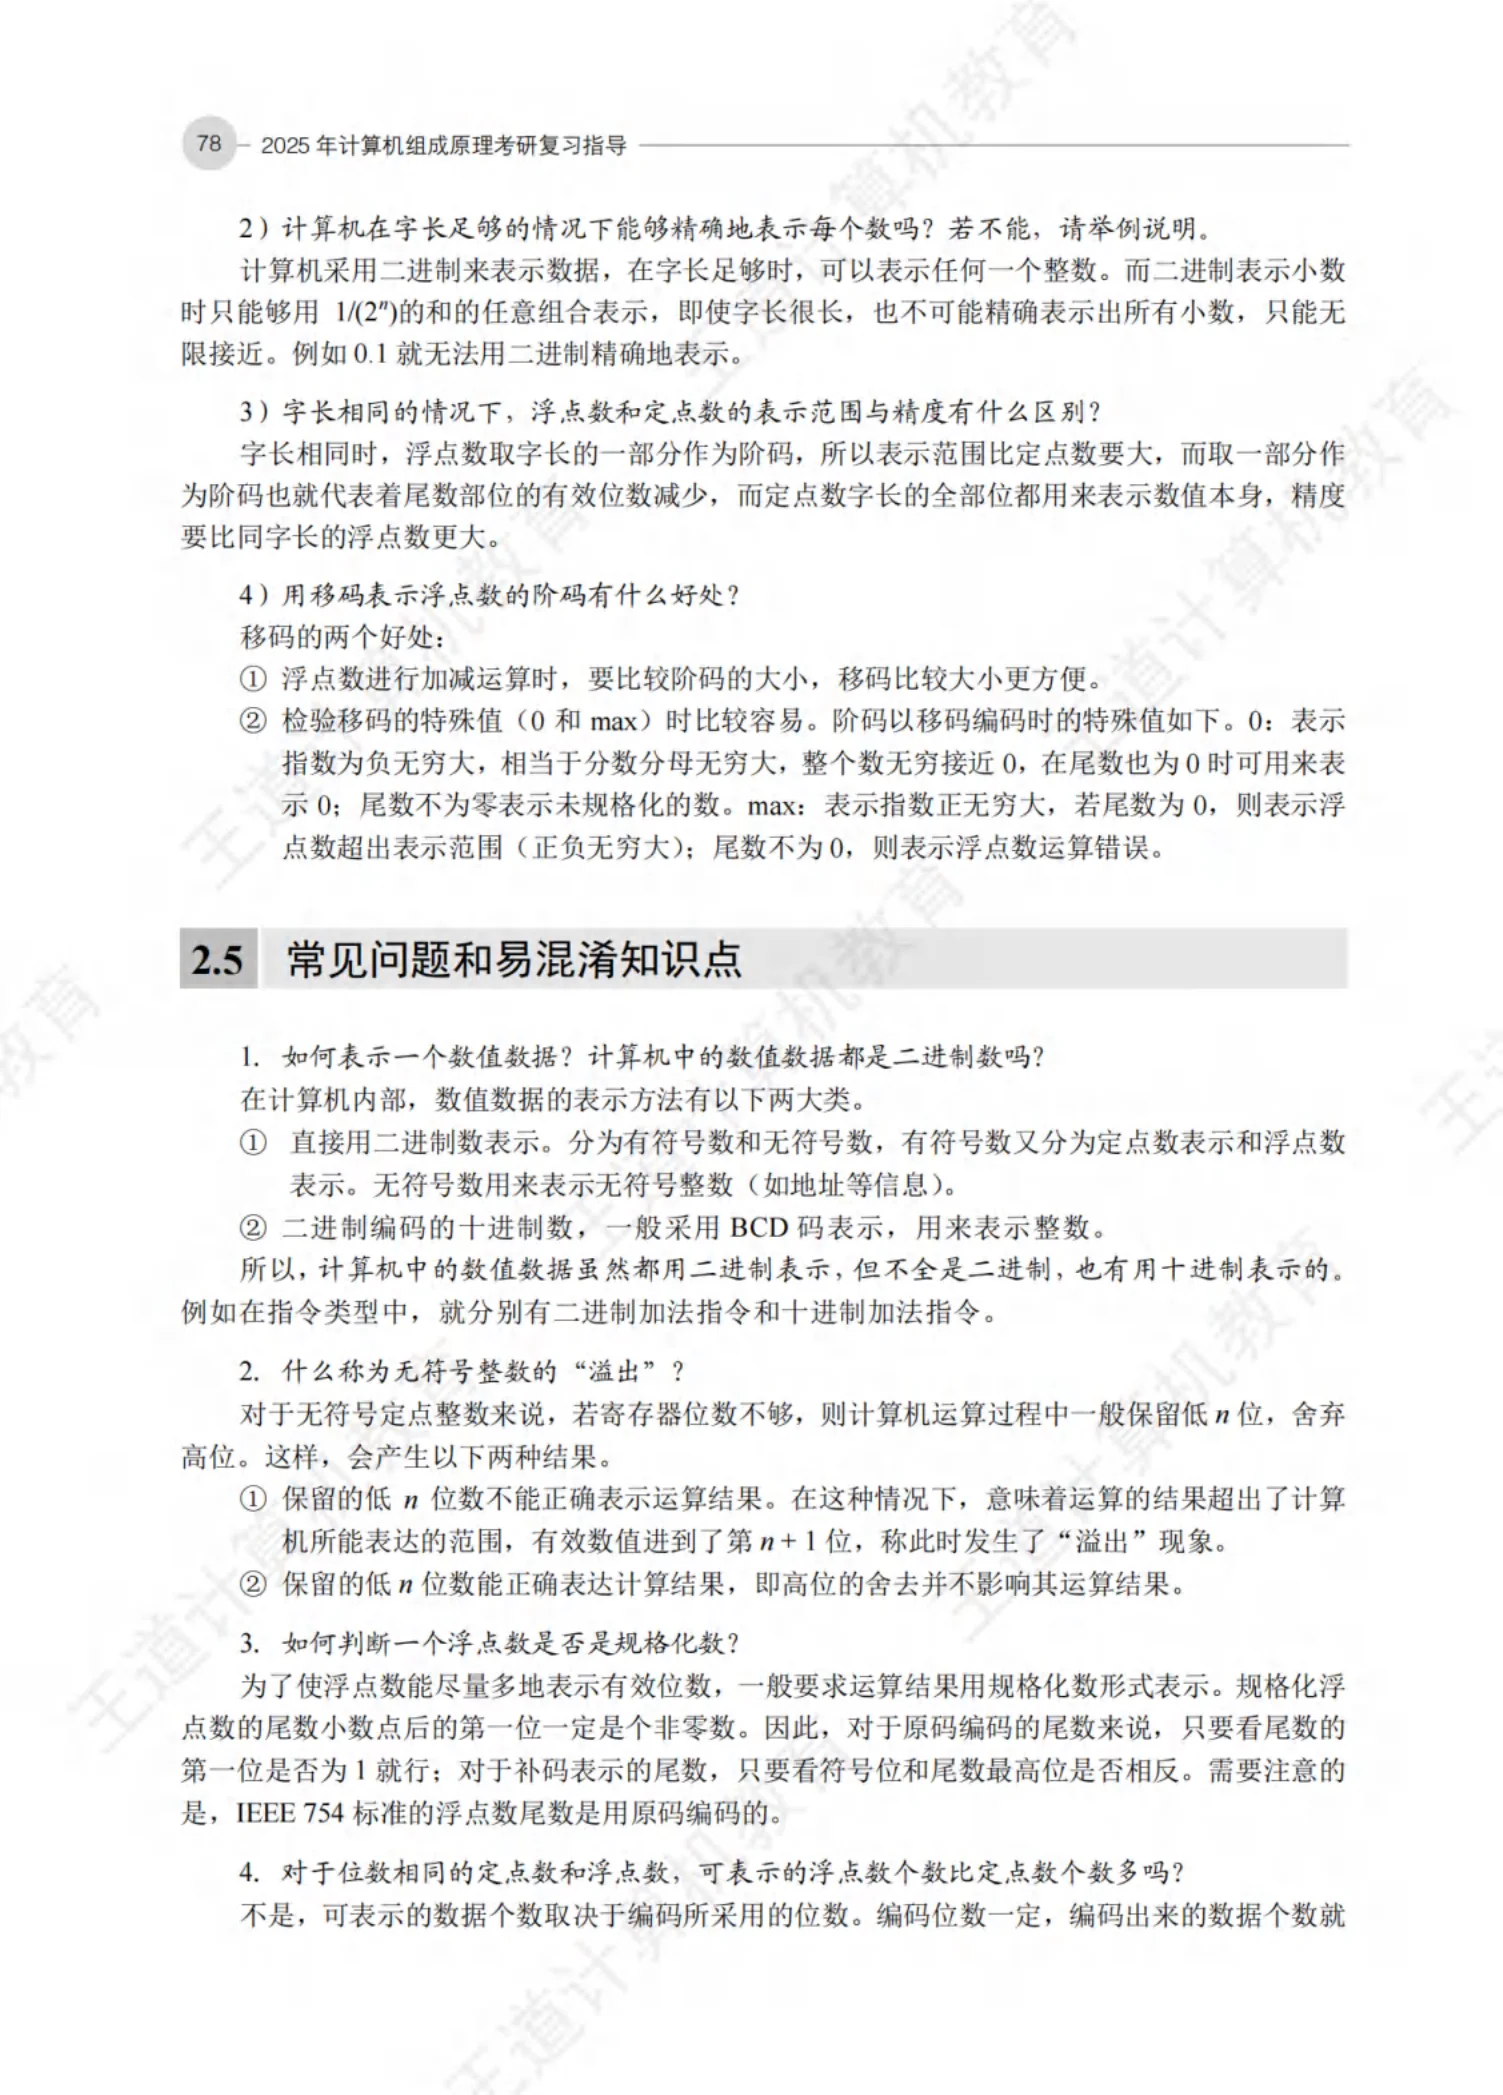 78 2025 年计算机组成原理考研复习指导
2）计算机在字长足够的情况下能够精确地表示每个数吗？若不能，请举例说明。
计算机采用二进制来表示数据，在字长足够时，可以表示任何一个整数。而二进制表示小数
时只能够用 1/(2ⁿ)的和的任意组合表示，即使字长很长，也不可能精确表示出所有小数，只能无
限接近。例如 0.1 就无法用二进制精确地表示。
3）字长相同的情况下，浮点数和定点数的表示范围与精度有什么区别？
字长相同时，浮点数取字长的一部分作为阶码，所以表示范围比定点数要大，而取一部分作
为阶码也就代表着尾数部位的有效位数减少，而定点数字长的全部位都用来表示数值本身，精度
要比同字长的浮点数更大。
4）用移码表示浮点数的阶码有什么好处？
移码的两个好处：
① 浮点数进行加减运算时，要比较阶码的大小，移码比较大小更方便。
② 检验移码的特殊值（0 和 max）时比较容易。阶码以移码编码时的特殊值如下。0：表示
指数为负无穷大，相当于分数分母无穷大，整个数无穷接近 0，在尾数也为 0 时可用来表
示 0；尾数不为零表示未规格化的数。max：表示指数正无穷大，若尾数为 0，则表示浮
点数超出表示范围（正负无穷大）；尾数不为 0，则表示浮点数运算错误。
2.5 常见问题和易混淆知识点
1. 如何表示一个数值数据？计算机中的数值数据都是二进制数吗？
在计算机内部，数值数据的表示方法有以下两大类。
① 直接用二进制数表示。分为有符号数和无符号数，有符号数又分为定点数表示和浮点数
表示。无符号数用来表示无符号整数（如地址等信息）。
② 二进制编码的十进制数，一般采用 BCD 码表示，用来表示整数。
所以，计算机中的数值数据虽然都用二进制表示，但不全是二进制，也有用十进制表示的。
例如在指令类型中，就分别有二进制加法指令和十进制加法指令。
2. 什么称为无符号整数的“溢出”？
对于无符号定点整数来说，若寄存器位数不够，则计算机运算过程中一般保留低 n 位，舍弃
高位。这样，会产生以下两种结果。
① 保留的低 n 位数不能正确表示运算结果。在这种情况下，意味着运算的结果超出了计算
机所能表达的范围，有效数值进到了第 n + 1 位，称此时发生了“溢出”现象。
② 保留的低 n 位数能正确表达计算结果，即高位的舍去并不影响其运算结果。
3. 如何判断一个浮点数是否是规格化数？
为了使浮点数能尽量多地表示有效位数，一般要求运算结果用规格化数形式表示。规格化浮
点数的尾数小数点后的第一位一定是个非零数。因此，对于原码编码的尾数来说，只要看尾数的
第一位是否为 1 就行；对于补码表示的尾数，只要看符号位和尾数最高位是否相反。需要注意的
是，IEEE 754 标准的浮点数尾数是用原码编码的。
4. 对于位数相同的定点数和浮点数，可表示的浮点数个数比定点数个数多吗？
不是，可表示的数据个数取决于编码所采用的位数。编码位数一定，编码出来的数据个数就
王道计算机教育
王道计算机教育
王道计算机教育
王道计算机教育
王道计算机教育
王道计算机教育
王道计算机教育